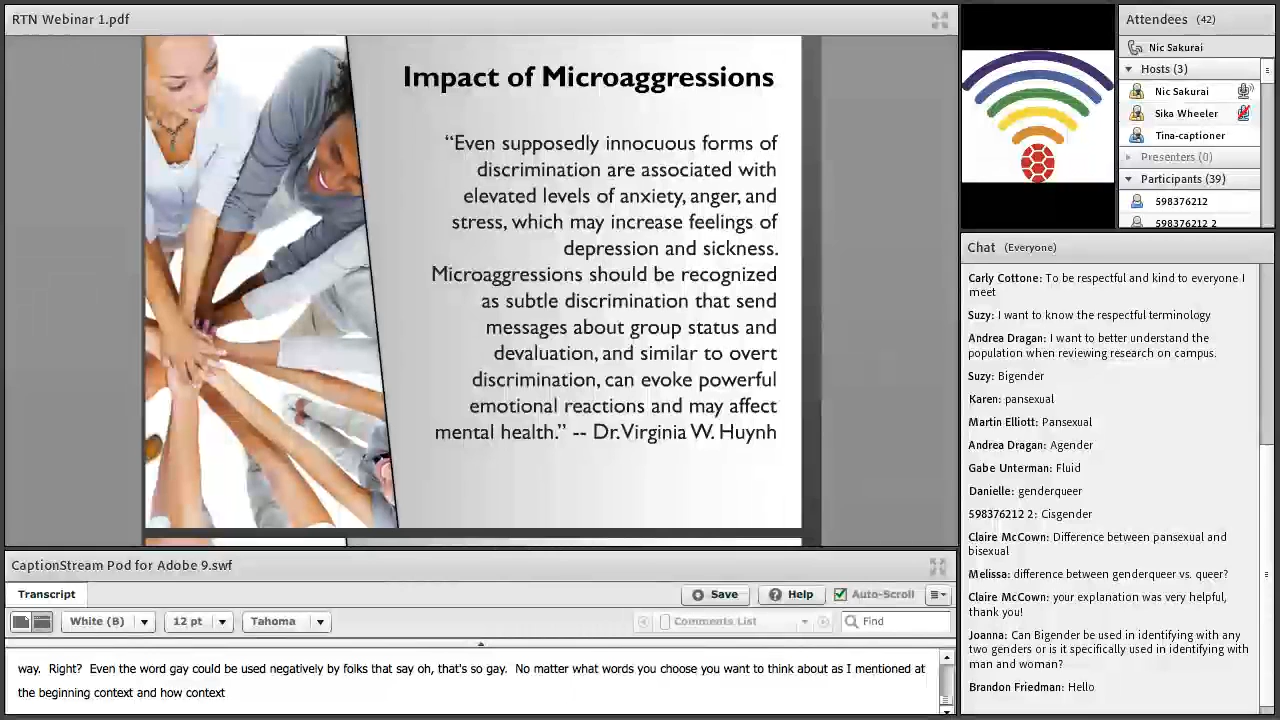 RTN Webinar 1.pdf
Impact of Microaggressions
“Even supposedly innocuous forms of
discrimination are associated with
elevated levels of anxiety, anger, and
stress, which may increase feelings of
depression and sickness.
Microaggressions should be recognized
as subtle discrimination that send
messages about group status and
devaluation, and similar to overt
discrimination, can evoke powerful
emotional reactions and may affect
mental health.” -- Dr. Virginia W. Huynh
CaptionStream Pod for Adobe 9.swf
Transcript
Save
Help
Auto-Scroll
White (B)
12 pt
Tahoma
Comments List
Find
way. Right? Even the word gay could be used negatively by folks that say oh, that's so gay. No matter what words you choose you want to think about as I mentioned at
the beginning context and how context
Attendees (42)
Nic Sakurai
Hosts (3)
Nic Sakurai
Sika Wheeler
Tina-captioner
Presenters (0)
Participants (39)
598376212
598376212 2
Chat (Everyone)
Carly Cottone: To be respectful and kind to everyone I
meet
Suzy: I want to know the respectful terminology
Andrea Dragan: I want to better understand the
population when reviewing research on campus.
Suzy: Bigender
Karen: pansexual
Martin Elliott: Pansexual
Andrea Dragan: Agender
Gabe Unterman: Fluid
Danielle: genderqueer
598376212 2: Cisgender
Claire McCown: Difference between pansexual and
bisexual
Melissa: difference between genderqueer vs. queer?
Claire McCown: your explanation was very helpful,
thank you!
Joanna: Can Bigender be used in identifying with any
two genders or is it specifically used in identifying with
man and woman?
Brandon Friedman: Hello